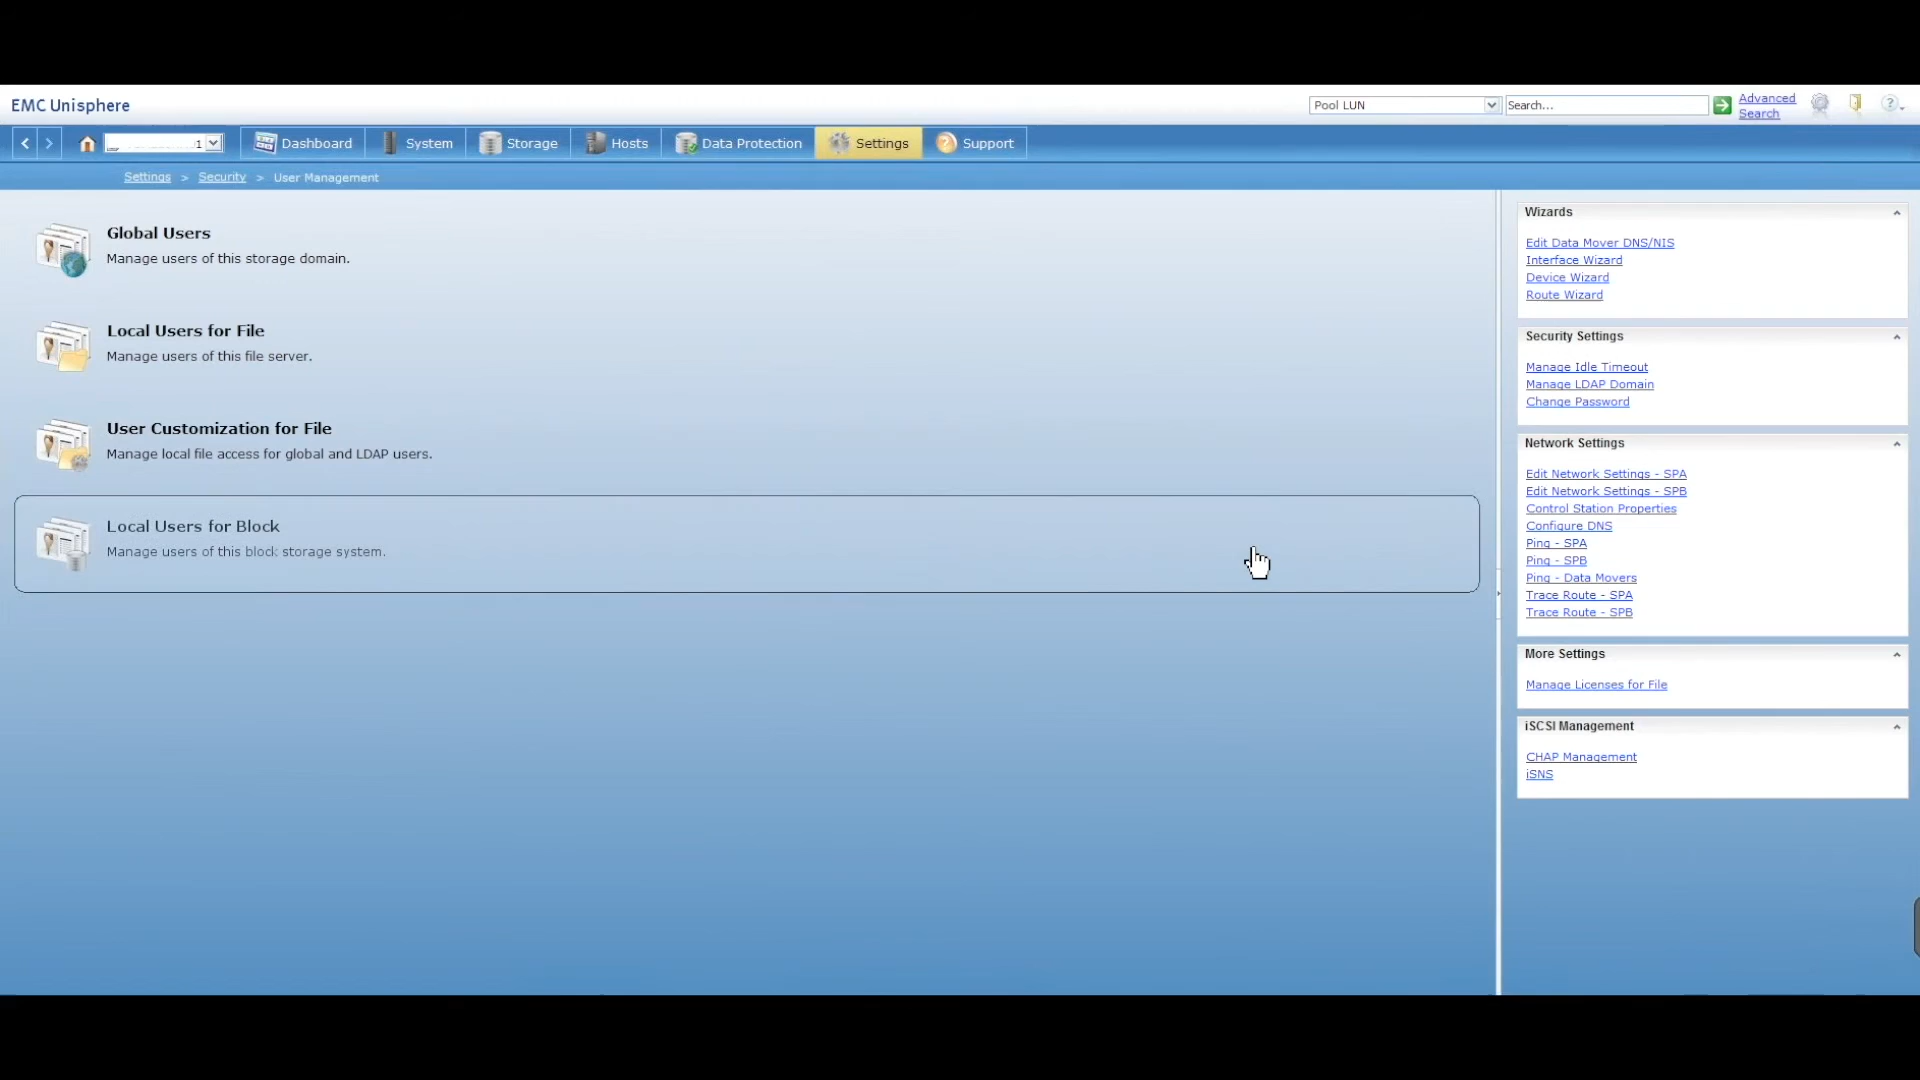 EMC Unisphere
Pool LUN
Search...
Advanced
Search
1
Dashboard
System
Storage
Hosts
Data Protection
Settings
Support
Settings > Security > User Management
Global Users
Manage users of this storage domain.
Local Users for File
Manage users of this file server.
User Customization for File
Manage local file access for global and LDAP users.
Local Users for Block
Manage users of this block storage system.
Wizards
Edit Data Mover DNS/NIS
Interface Wizard
Device Wizard
Route Wizard
Security Settings
Manage Idle Timeout
Manage LDAP Domain
Change Password
Network Settings
Edit Network Settings - SPA
Edit Network Settings - SPB
Control Station Properties
Configure DNS
Ping - SPA
Ping - SPB
Ping - Data Movers
Trace Route - SPA
Trace Route - SPB
More Settings
Manage Licenses for File
iSCSI Management
CHAP Management
iSNS